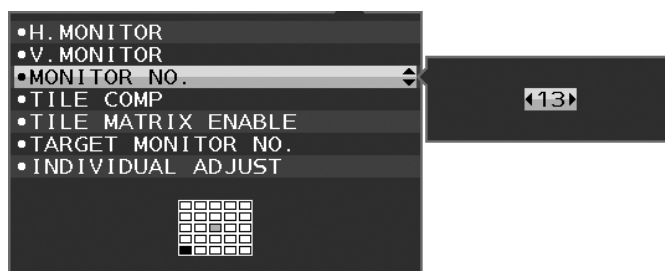 •H.MONITOR
•V.MONITOR
•MONITOR NO.
13
•TILE COMP
•TILE MATRIX ENABLE
•TARGET MONITOR NO.
•INDIVIDUAL ADJUST